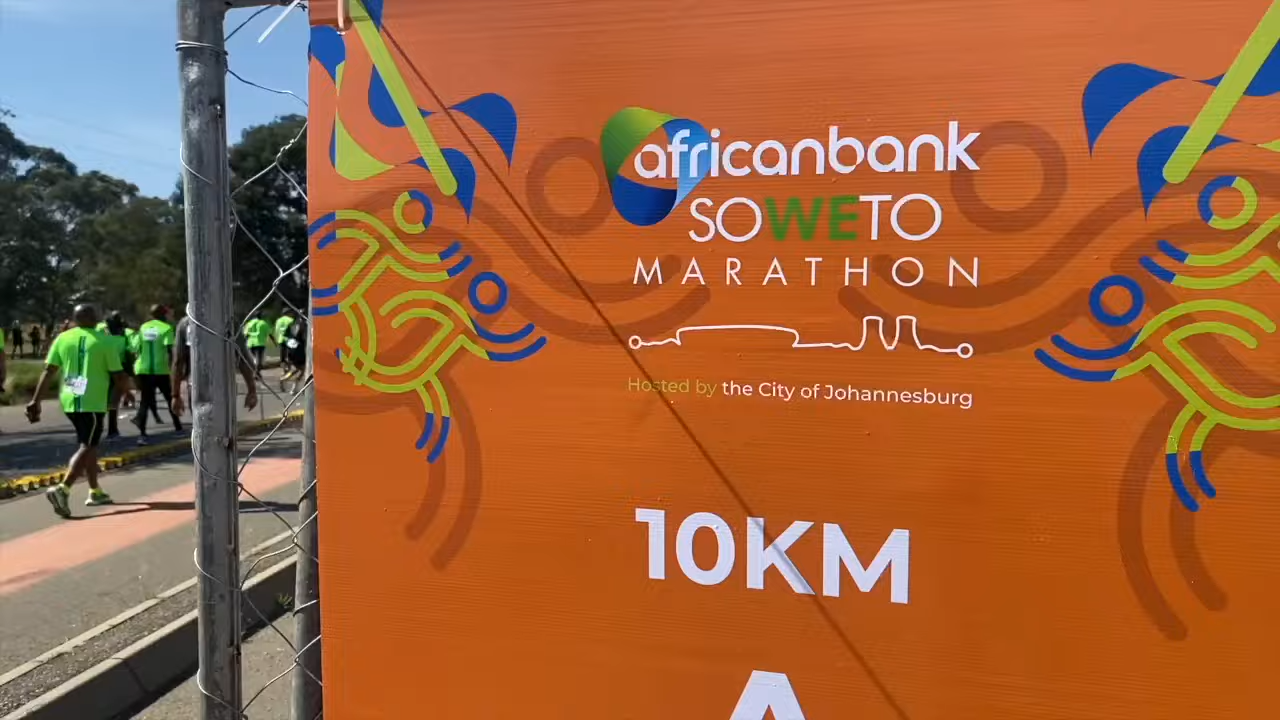 africanbank
SOWETO
MARATHON
Hosted by the City of Johannesburg
10KM
A